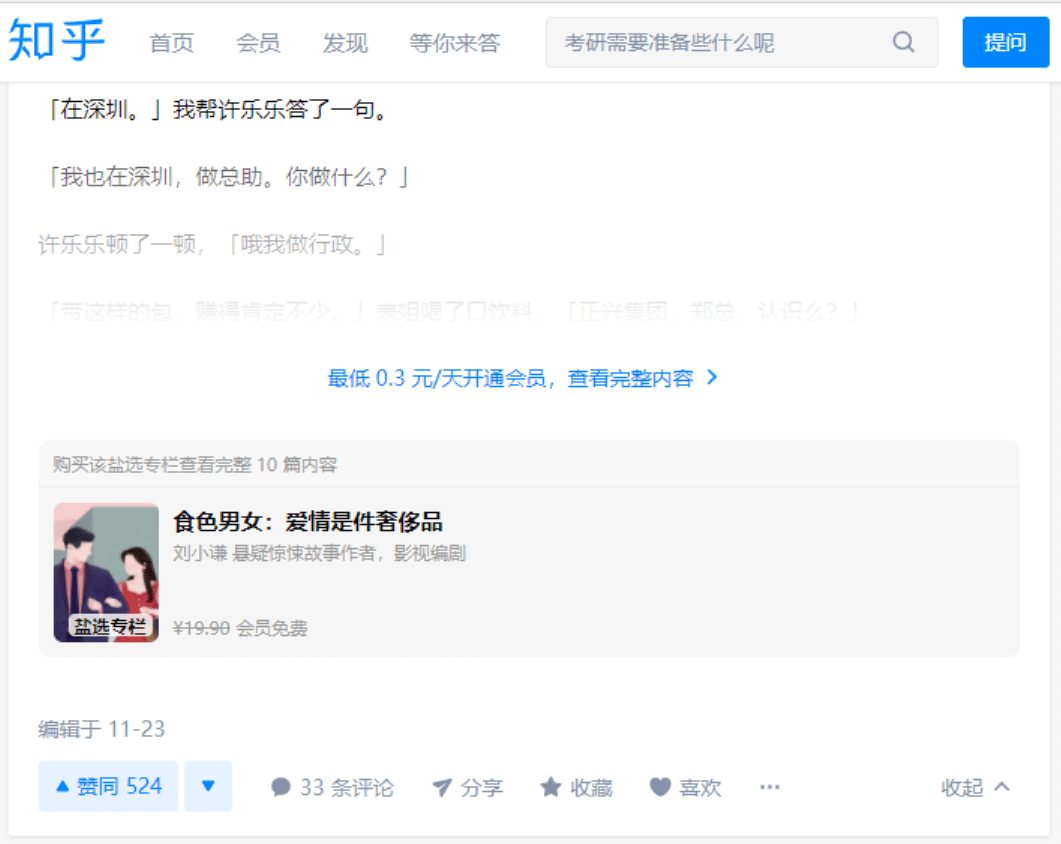 知乎 首页 会员 发现 等你来答 考研需要准备些什么呢 提问
「在深圳。」我帮许乐乐答了一句。
「我也在深圳，做总助。你做什么？」
许乐乐顿了一顿，「哦我做行政。」
「带这样的包，赚得肯定不少。」表姐喝了口饮料，「正兴集团，郑总，认识么？」
最低 0.3 元/天开通会员，查看完整内容
购买该盐选专栏查看完整 10 篇内容
食色男女：爱情是件奢侈品
刘小谦 悬疑惊悚故事作者，影视编剧
盐选专栏
¥19.90 会员免费
编辑于 11-23
赞同 524 33 条评论 分享 收藏 喜欢 ··· 收起